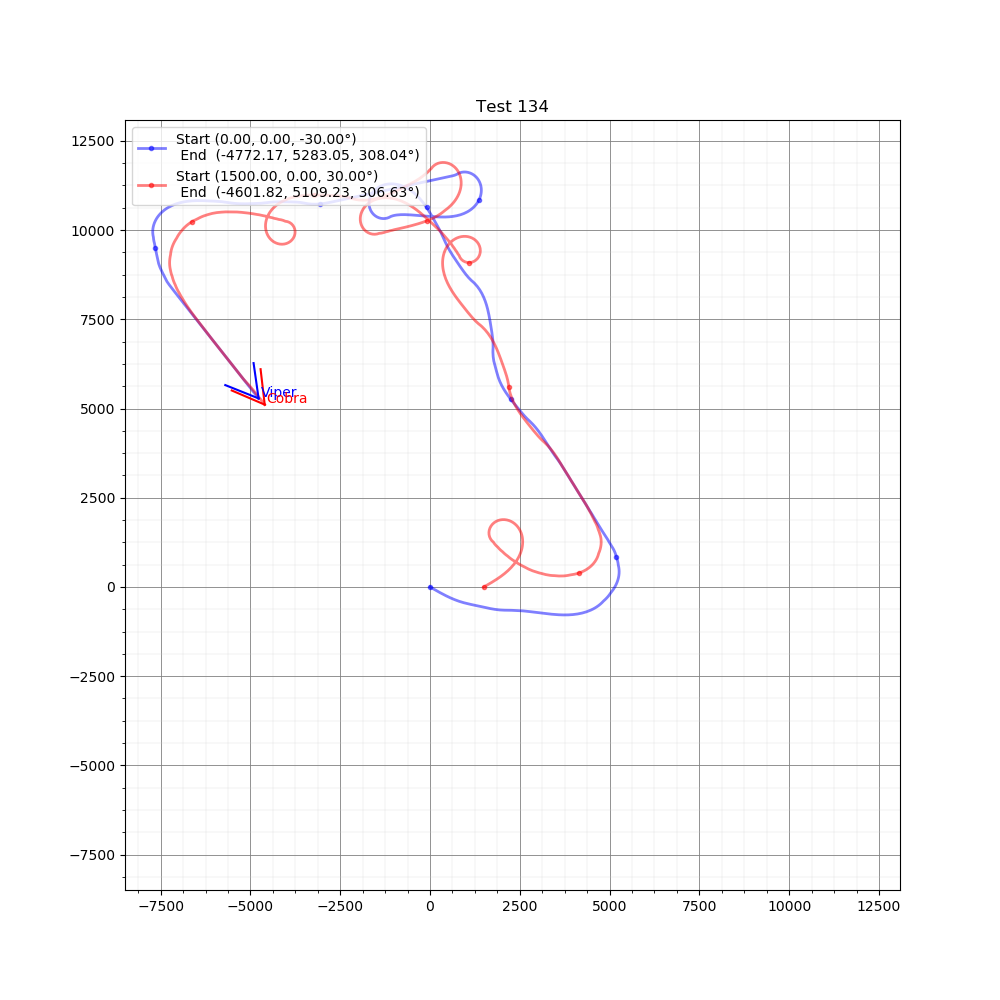 Test 134
12500
10000
7500
5000
2500
0
−2500
−5000
−7500
Start (0.00, 0.00, -30.00°)
End (-4772.17, 5283.05, 308.04°)
Start (1500.00, 0.00, 30.00°)
End (-4601.82, 5109.23, 306.63°)
Viper
Cobra
−7500 −5000 −2500 0 2500 5000 7500 10000 12500